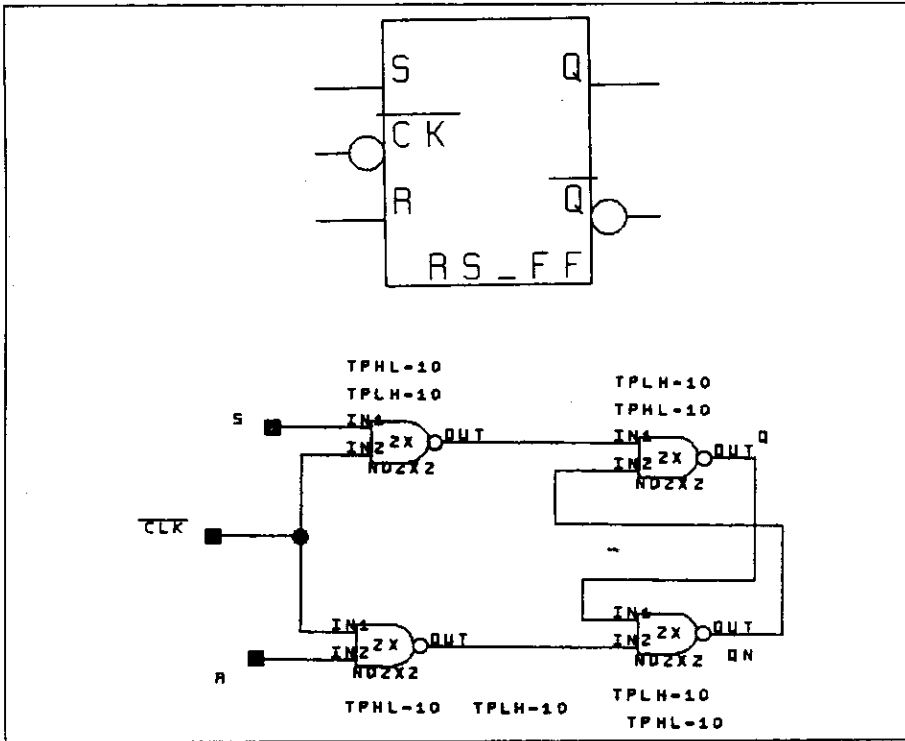 S Q
CK
R Q
RS_FF
TPHL-10
TPLH-10
TPLH-10
TPHL-10
S
IN1
IN2
2X
OUT
ND2X2
IN1
IN2
2X
OUT
Q
ND2X2
CLK
IN1
IN2
2X
OUT
ND2X2
R
IN1
IN2
2X
OUT
ND2X2
QN
TPHL-10 TPLH-10
TPLH-10
TPHL-10